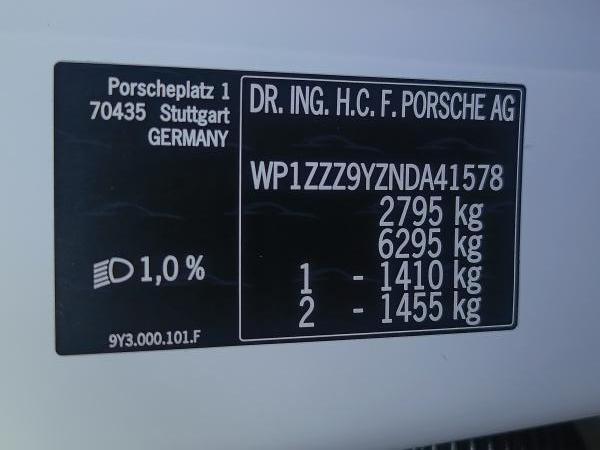 Porscheplatz 1
70435 Stuttgart
GERMANY
DR. ING. H.C. F. PORSCHE AG
WP1ZZZ9YZNDA41578
2795 kg
6295 kg
1 - 1410 kg
2 - 1455 kg
1,0 %
9Y3.000.101.F